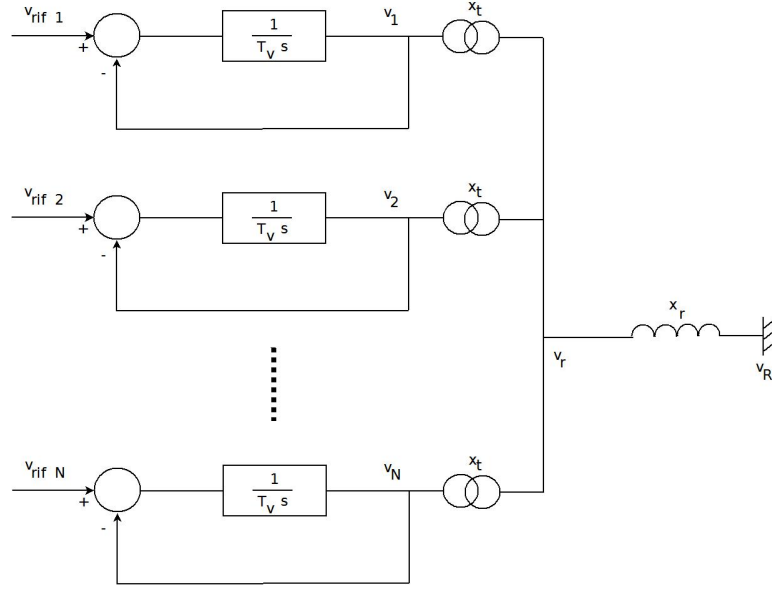 v_rif 1
+
-
1
T_v s
v_1
x_t
v_rif 2
+
-
1
T_v s
v_2
x_t
x_r
v_r
v_R
v_rif N
+
-
1
T_v s
v_N
x_t